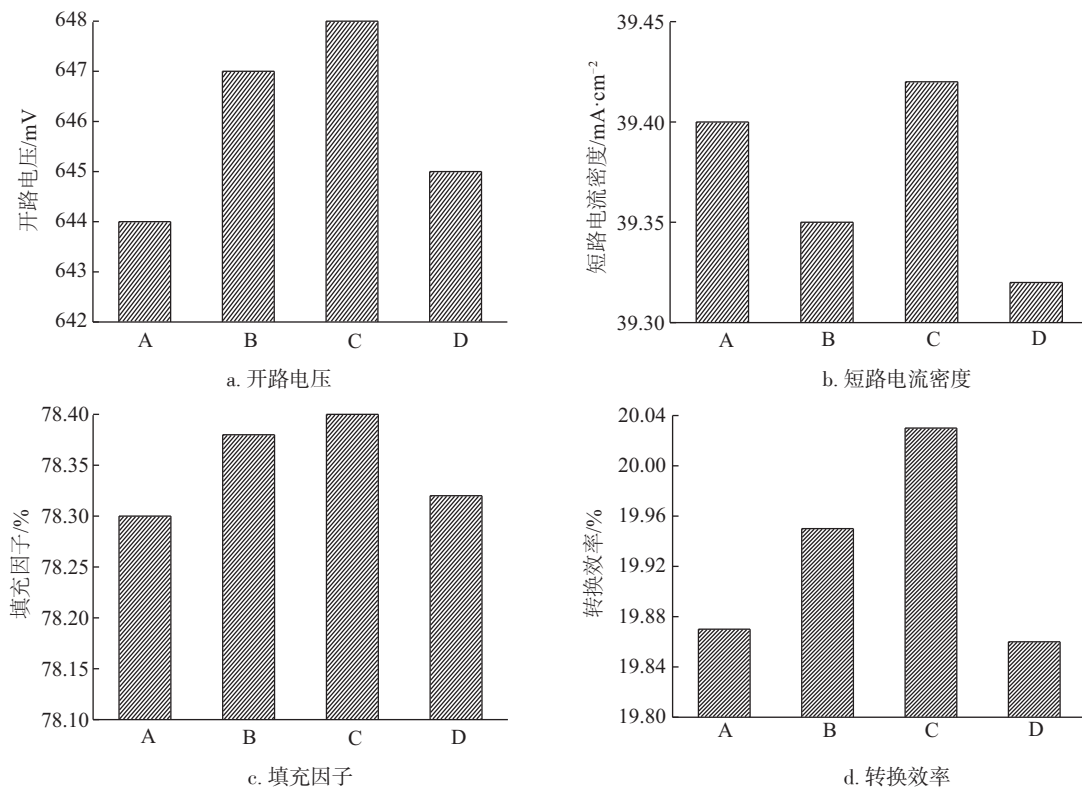 648
647
646
645
644
643
642
开路电压/mV
A B C D
a. 开路电压
39.45
39.40
39.35
39.30
短路电流密度/mA·cm⁻²
A B C D
b. 短路电流密度
78.40
78.35
78.30
78.25
78.20
78.15
78.10
填充因子/%
A B C D
c. 填充因子
20.04
20.00
19.96
19.92
19.88
19.84
19.80
转换效率/%
A B C D
d. 转换效率